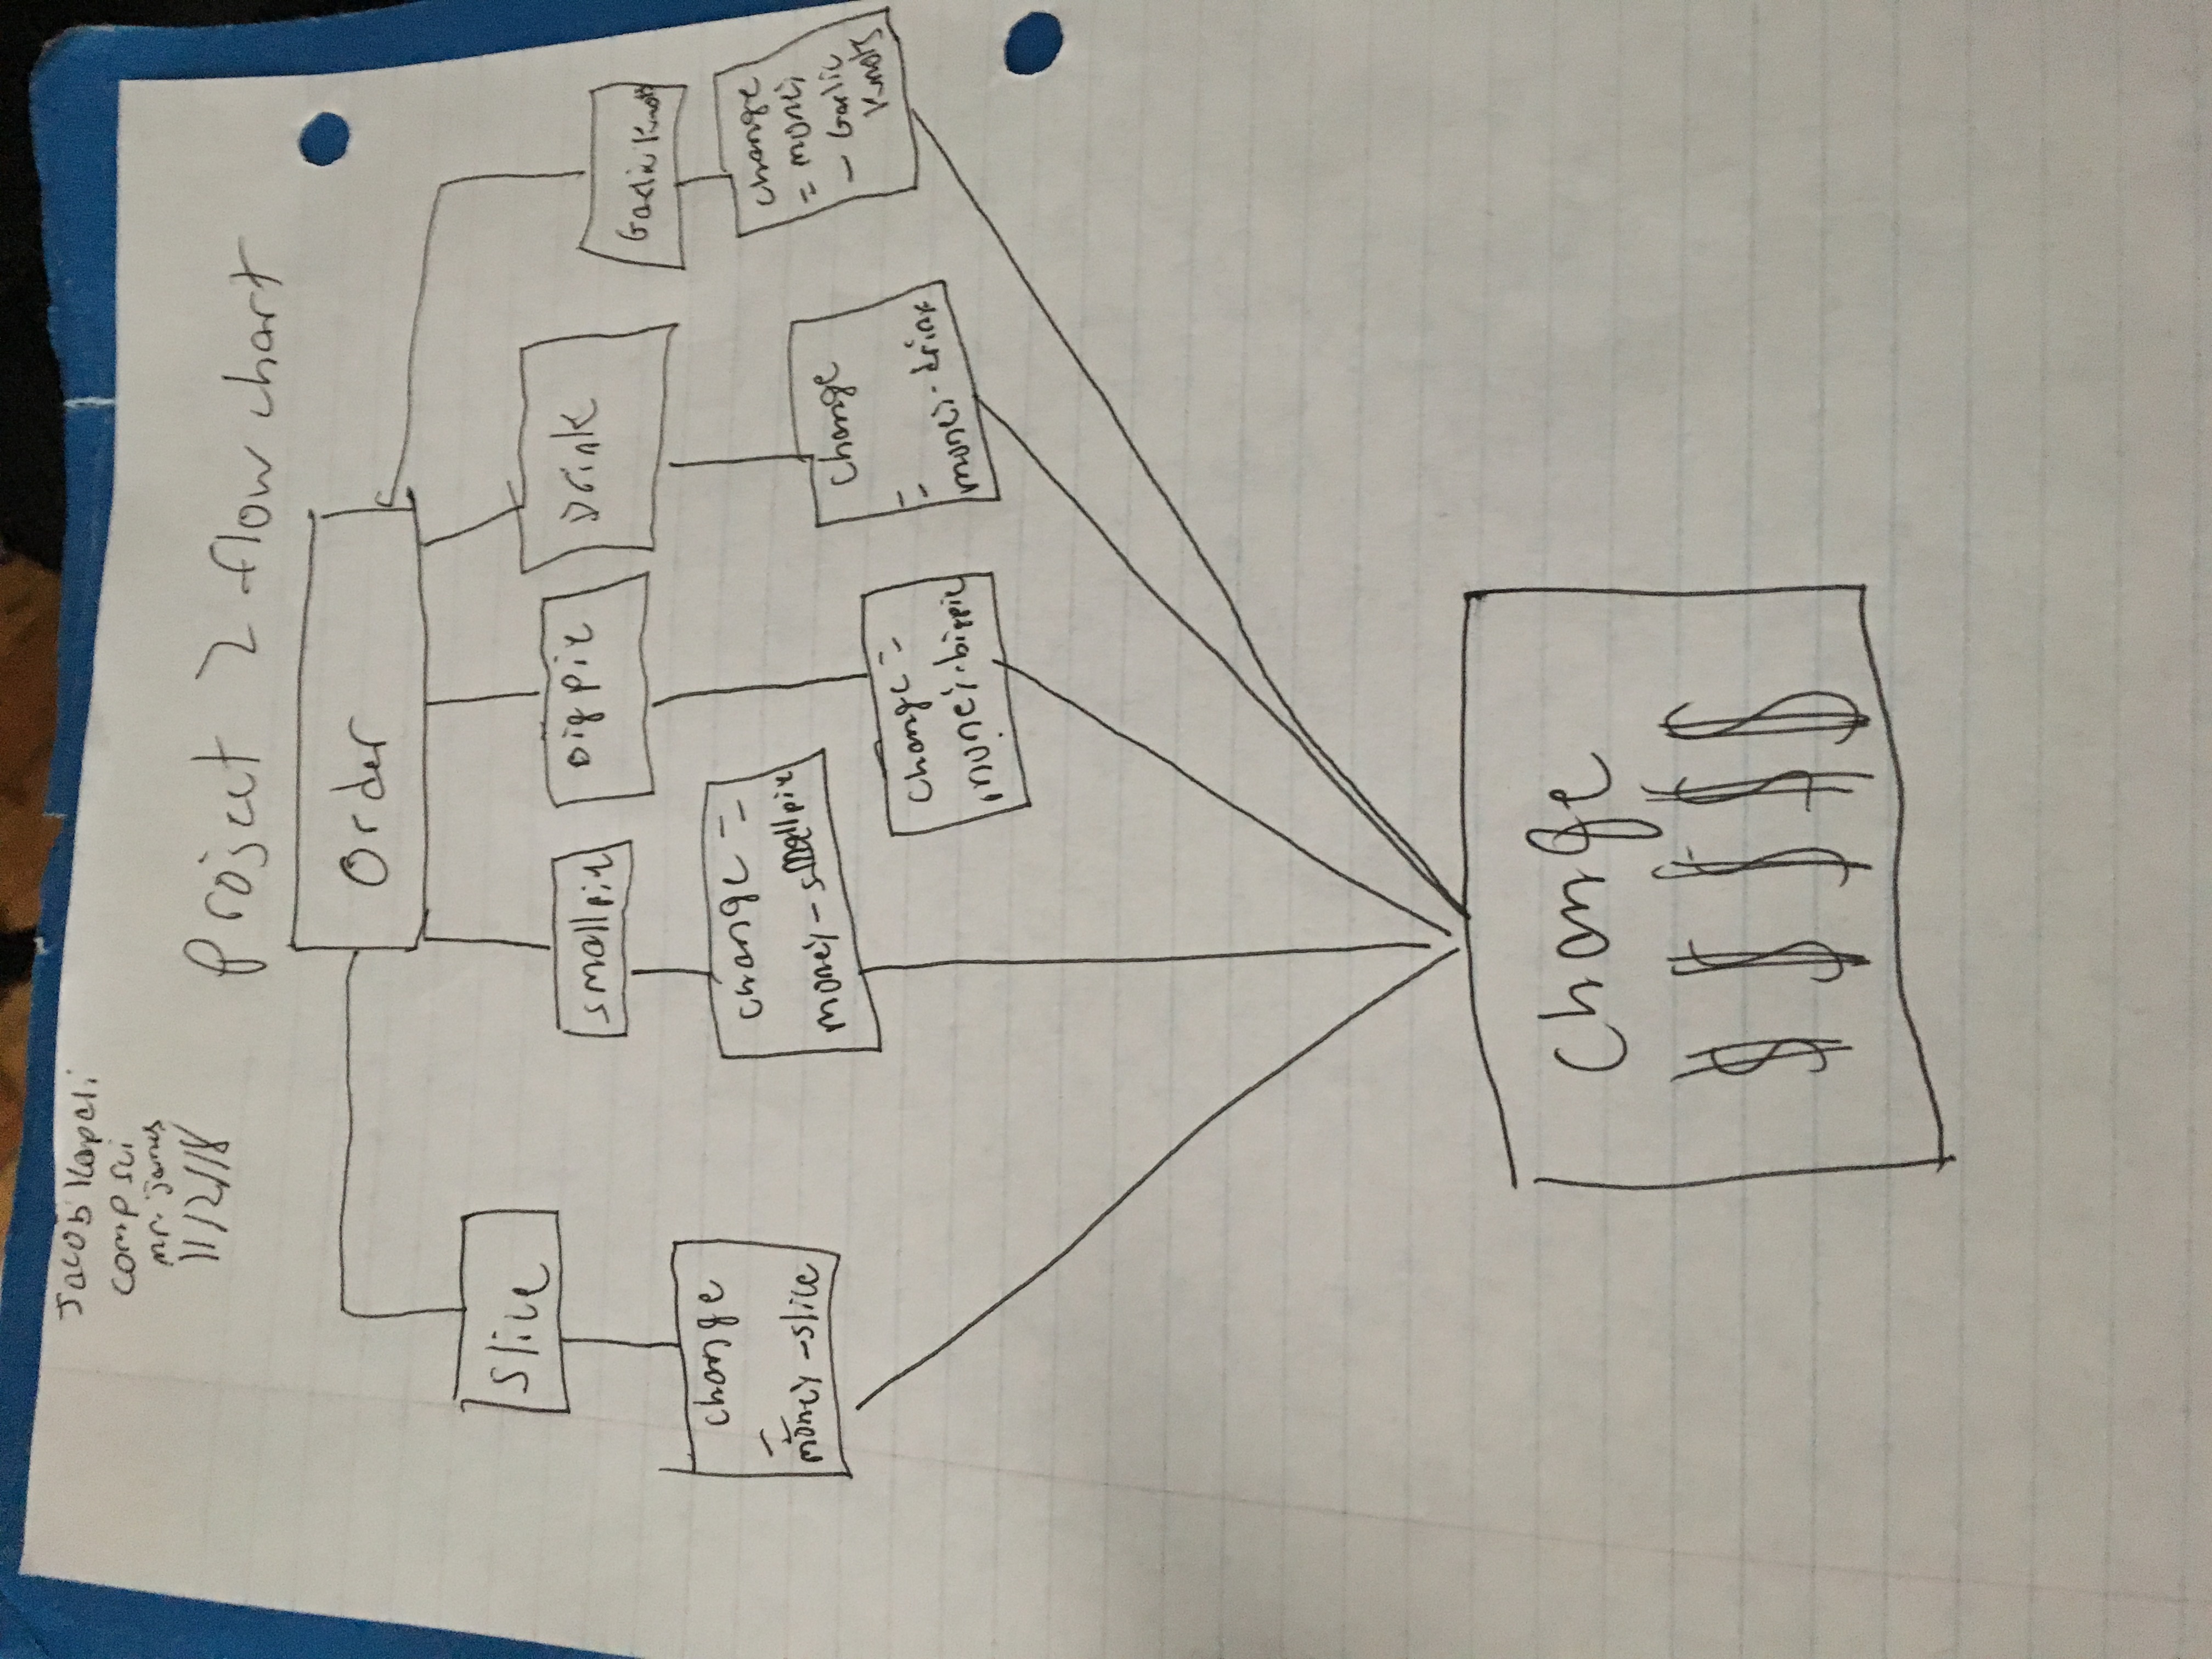 Jacob Kapeli
comp sci
mr. james
11/2/18
Project 2 flow chart
Order
Slice
smallpie
Bigpie
Drink
Garlic Knots
change
=
money-slice
change =
money-smallpie
change =
money-bigpie
change
=
money-drink
change
= money
- Garlic
Knots
Change
$ $ $ $ $